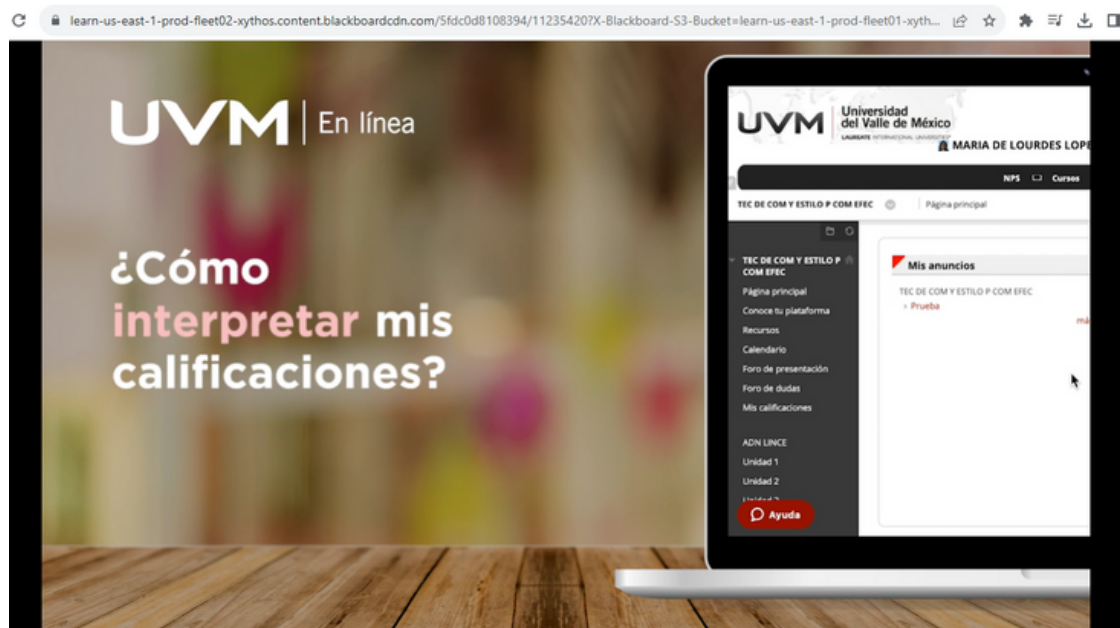 learn-us-east-1-prod-fleet02-xythos.content.blackboardcdn.com/5fdc0d8108394/11235420?X-Blackboard-S3-Bucket=learn-us-east-1-prod-fleet01-xyth...
UVM | En línea
¿Cómo
interpretar mis
calificaciones?
UVM Universidad
del Valle de México
LAUREATE INTERNATIONAL UNIVERSITIES
MARIA DE LOURDES LOPE
NPS Cursos
TEC DE COM Y ESTILO P COM EFEC
Página principal
TEC DE COM Y ESTILO P
COM EFEC
Página principal
Conoce tu plataforma
Recursos
Calendario
Foro de presentación
Foro de dudas
Mis calificaciones
ADN LINCE
Unidad 1
Unidad 2
Ayuda
Mis anuncios
TEC DE COM Y ESTILO P COM EFEC
Prueba
má